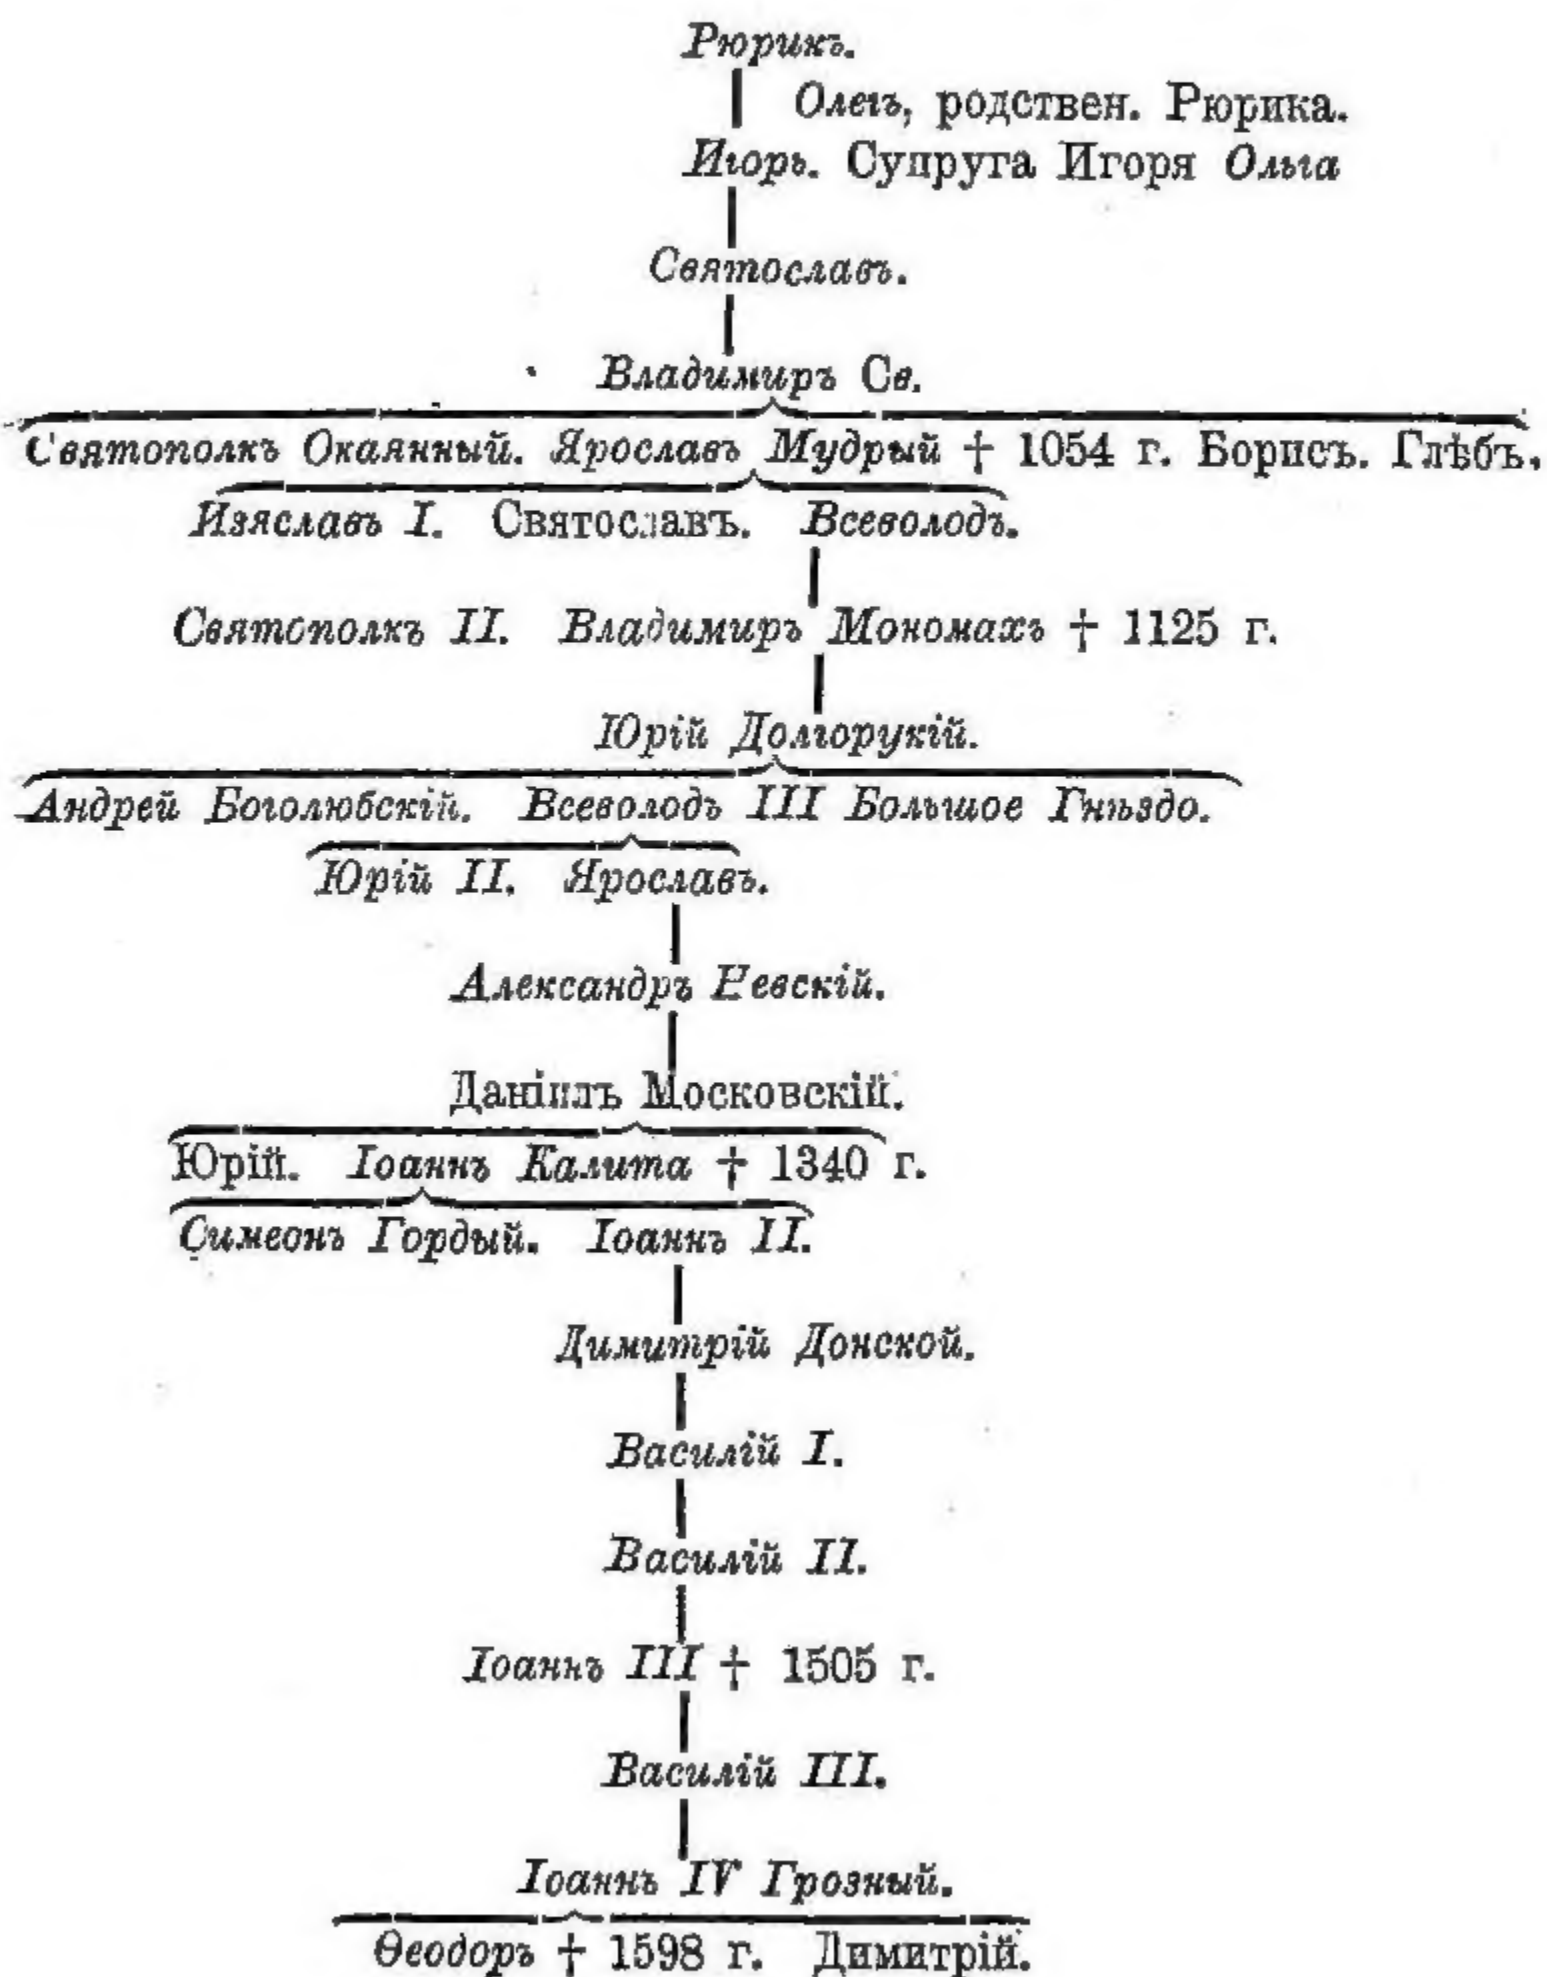 Рюрикъ.
Олегъ, родствен. Рюрика.
Игорь. Супруга Игоря Ольга
Святославъ.
Владимиръ Св.
Святополкъ Окаянный. Ярославъ Мудрый † 1054 г. Борисъ. Глѣбъ.
Изяславъ I. Святославъ. Всеволодъ.
Святополкъ II. Владимиръ Мономахъ † 1125 г.
Юрій Долгорукій.
Андрей Боголюбскій. Всеволодъ III Большое Гнѣздо.
Юрій II. Ярославъ.
Александръ Невскій.
Даніилъ Московскій.
Юрій. Іоаннъ Калита † 1340 г.
Симеонъ Гордый. Іоаннъ II.
Димитрій Донской.
Василій I.
Василій II.
Іоаннъ III † 1505 г.
Василій III.
Іоаннъ IV Грозный.
Ѳеодоръ † 1598 г. Димитрій.